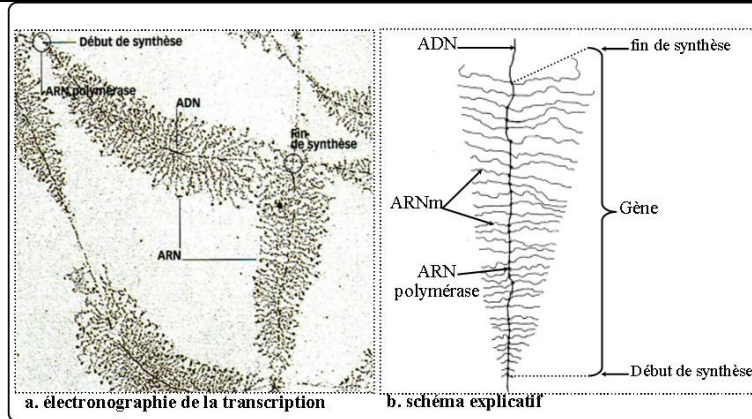 Début de synthèse
ARN polymérase
ADN
Fin
de synthèse
ARN
a. électronographie de la transcription
ADN
fin de synthèse
ARNm
Gène
ARN
polymérase
Début de synthèse
b. schéma explicatif